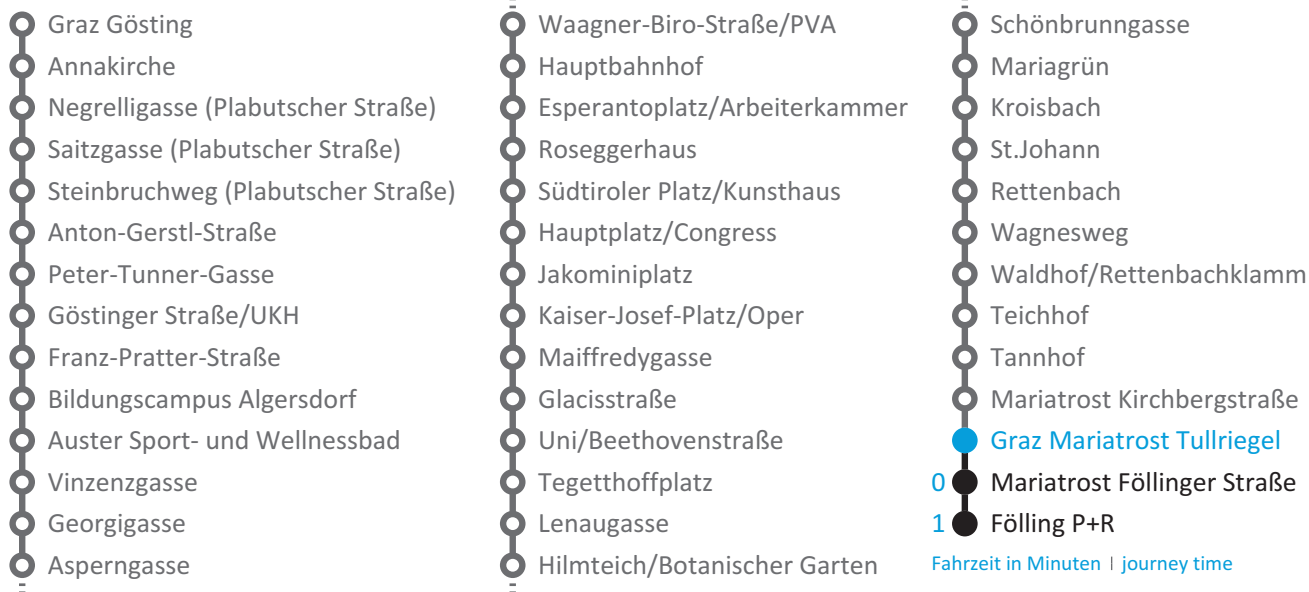 Graz Gösting
Annakirche
Negrelligasse (Plabutscher Straße)
Saitzgasse (Plabutscher Straße)
Steinbruchweg (Plabutscher Straße)
Anton-Gerstl-Straße
Peter-Tunner-Gasse
Göstinger Straße/UKH
Franz-Pratter-Straße
Bildungscampus Algersdorf
Auster Sport- und Wellnessbad
Vinzenzgasse
Georgigasse
Asperngasse
Waagner-Biro-Straße/PVA
Hauptbahnhof
Esperantoplatz/Arbeiterkammer
Roseggerhaus
Südtiroler Platz/Kunsthaus
Hauptplatz/Congress
Jakominiplatz
Kaiser-Josef-Platz/Oper
Maiffredygasse
Glacisstraße
Uni/Beethovenstraße
Tegetthoffplatz
Lenaugasse
Hilmteich/Botanischer Garten
Schönbrunngasse
Mariagrün
Kroisbach
St.Johann
Rettenbach
Wagnesweg
Waldhof/Rettenbachklamm
Teichhof
Tannhof
Mariatrost Kirchbergstraße
Graz Mariatrost Tullriegel
0 Mariatrost Föllinger Straße
1 Fölling P+R
Fahrzeit in Minuten | journey time